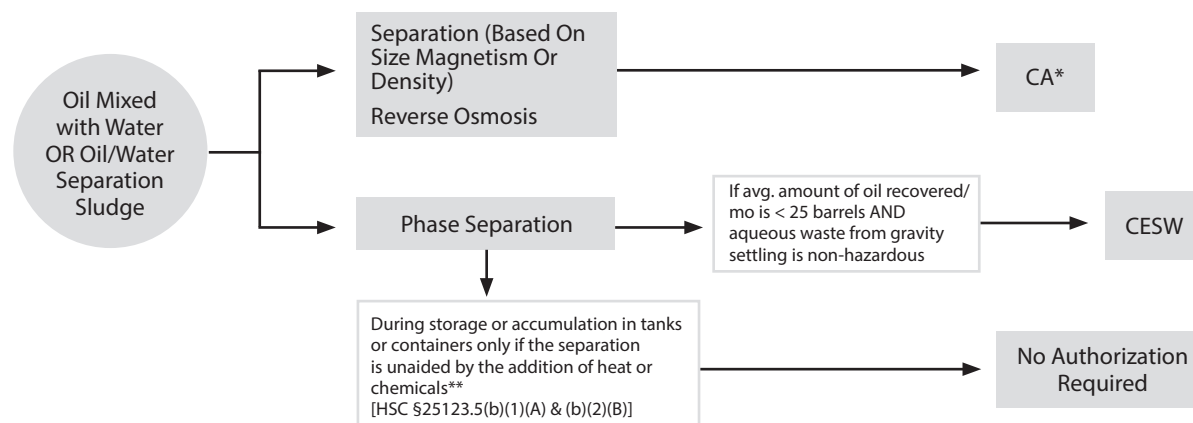 Oil Mixed
with Water
OR Oil/Water
Separation
Sludge
Separation (Based On
Size Magnetism Or
Density)
Reverse Osmosis
CA*
Phase Separation
If avg. amount of oil recovered/
mo is < 25 barrels AND
aqueous waste from gravity
settling is non-hazardous
CESW
During storage or accumulation in tanks
or containers only if the separation
is unaided by the addition of heat or
chemicals**
[HSC §25123.5(b)(1)(A) & (b)(2)(B)]
No Authorization
Required